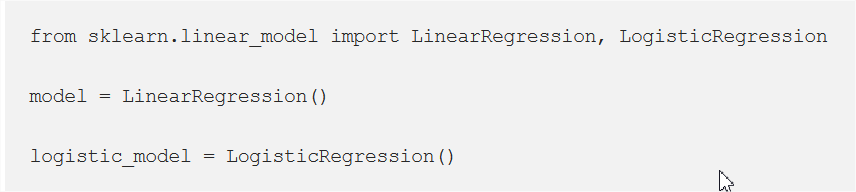 from sklearn.linear_model import LinearRegression, LogisticRegression
model = LinearRegression()
logistic_model = LogisticRegression()